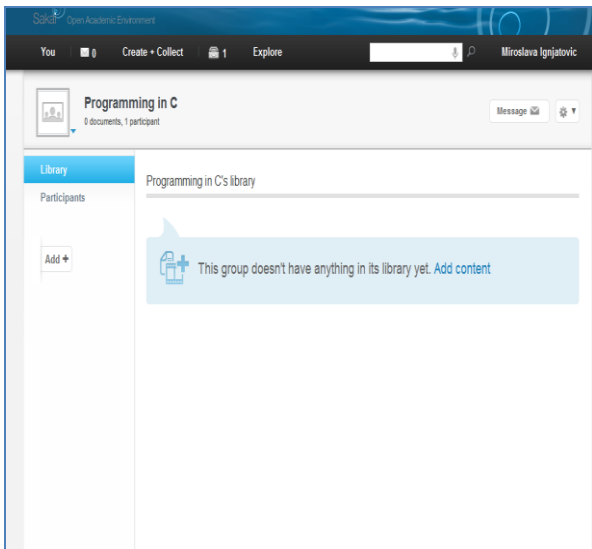 Sakai Open Academic Environment
You 0 Create + Collect 1 Explore Miroslava Ignjatovic
Programming in C
0 documents, 1 participant
Message
Library
Participants
Add +
Programming in C's library
This group doesn't have anything in its library yet. Add content